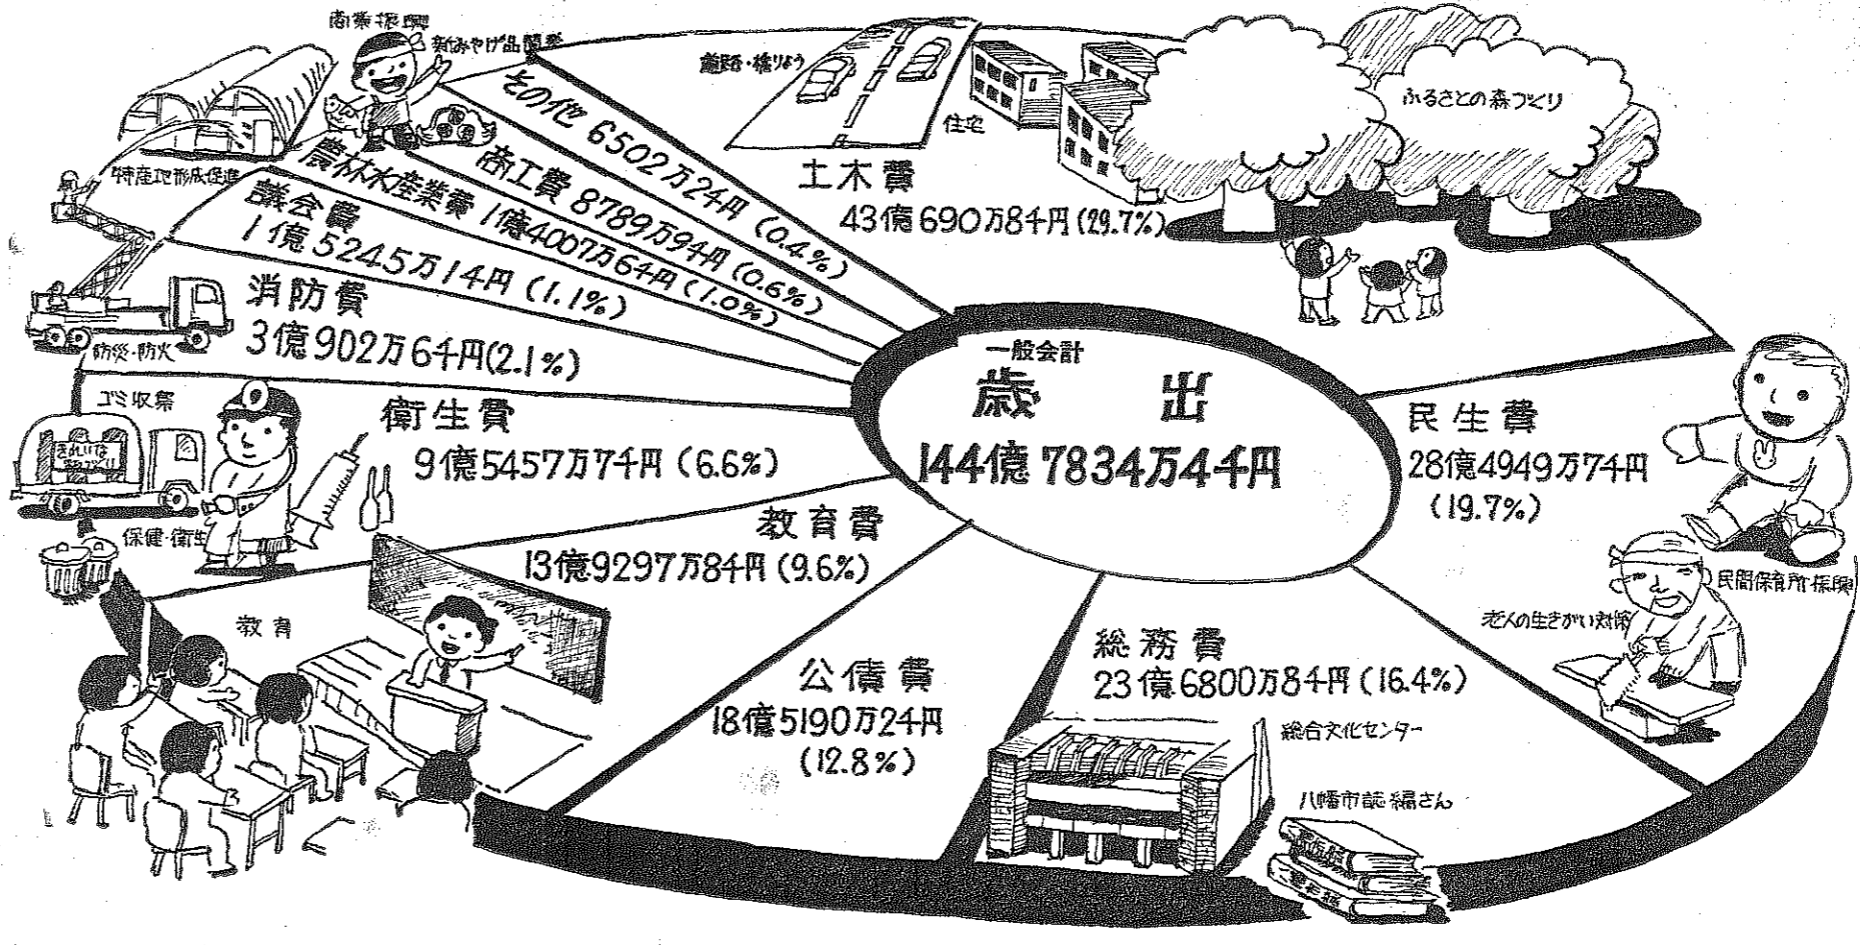 一般会計
歳出
144億7834万4千円
土木費
43億690万8千円(29.7%)
道路・橋りょう
住宅
ふるさとの森づくり
民生費
28億4949万7千円
(19.7%)
民間保育所振興
老人の生きがい対策
総務費
23億6800万8千円(16.4%)
総合文化センター
八幡市誌編さん
公債費
18億5190万2千円
(12.8%)
教育費
13億9297万8千円(9.6%)
教育
衛生費
9億5457万7千円(6.6%)
ゴミ収集
きれいな
保健・衛生
消防費
3億902万6千円(2.1%)
防災・防火
議会費
1億5245万1千円(1.1%)
農林水産業費 1億4007万6千円(1.0%)
特産地形成促進
商工費 8789万9千円(0.6%)
商業振興
新みやげ品開発
その他 6502万2千円(0.4%)